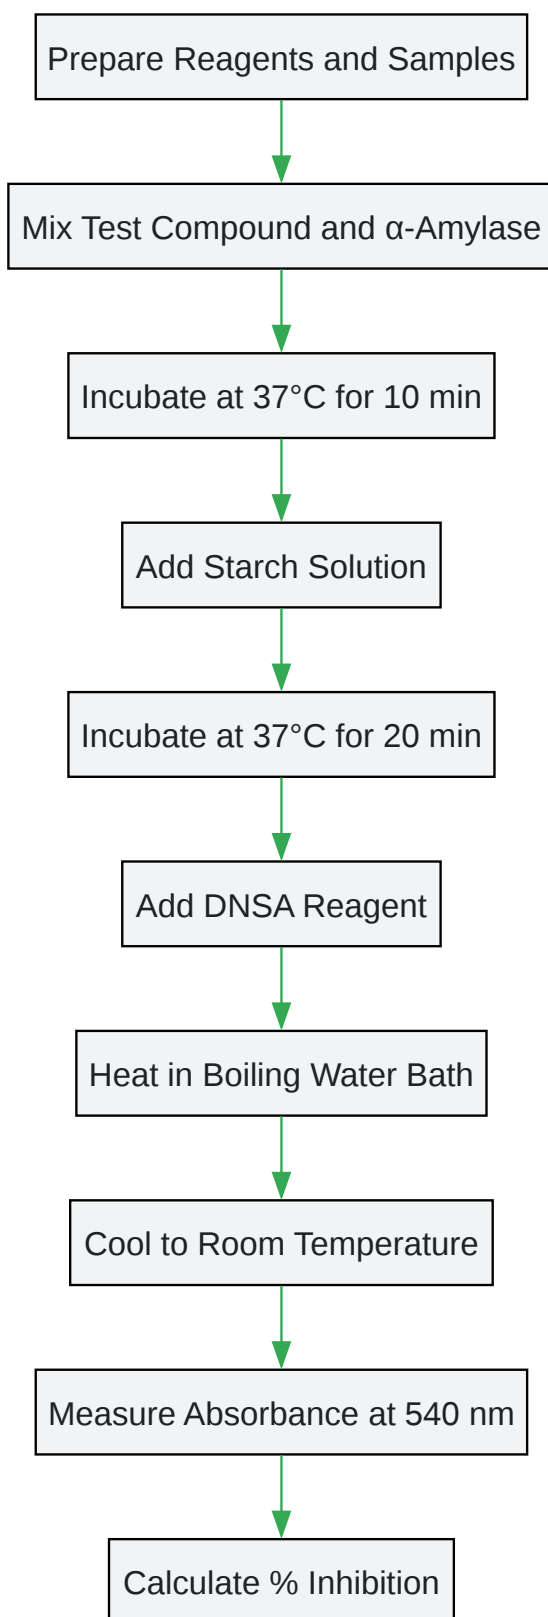 Prepare Reagents and Samples
Mix Test Compound and α-Amylase
Incubate at 37°C for 10 min
Add Starch Solution
Incubate at 37°C for 20 min
Add DNSA Reagent
Heat in Boiling Water Bath
Cool to Room Temperature
Measure Absorbance at 540 nm
Calculate % Inhibition